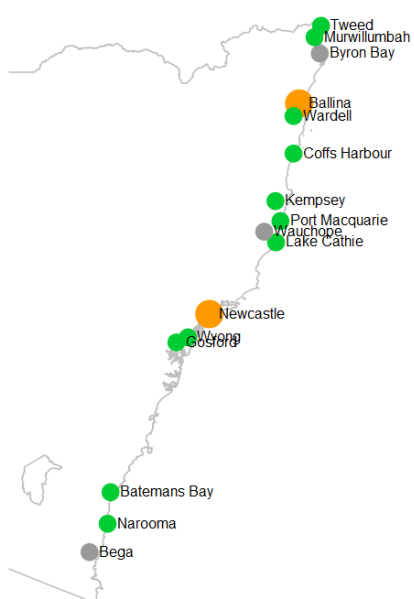 Tweed
Murwillumbah
Byron Bay
Ballina
Wardell
Coffs Harbour
Kempsey
Port Macquarie
Wauchope
Lake Cathie
Newcastle
Wyong
Gosford
Batemans Bay
Narooma
Bega